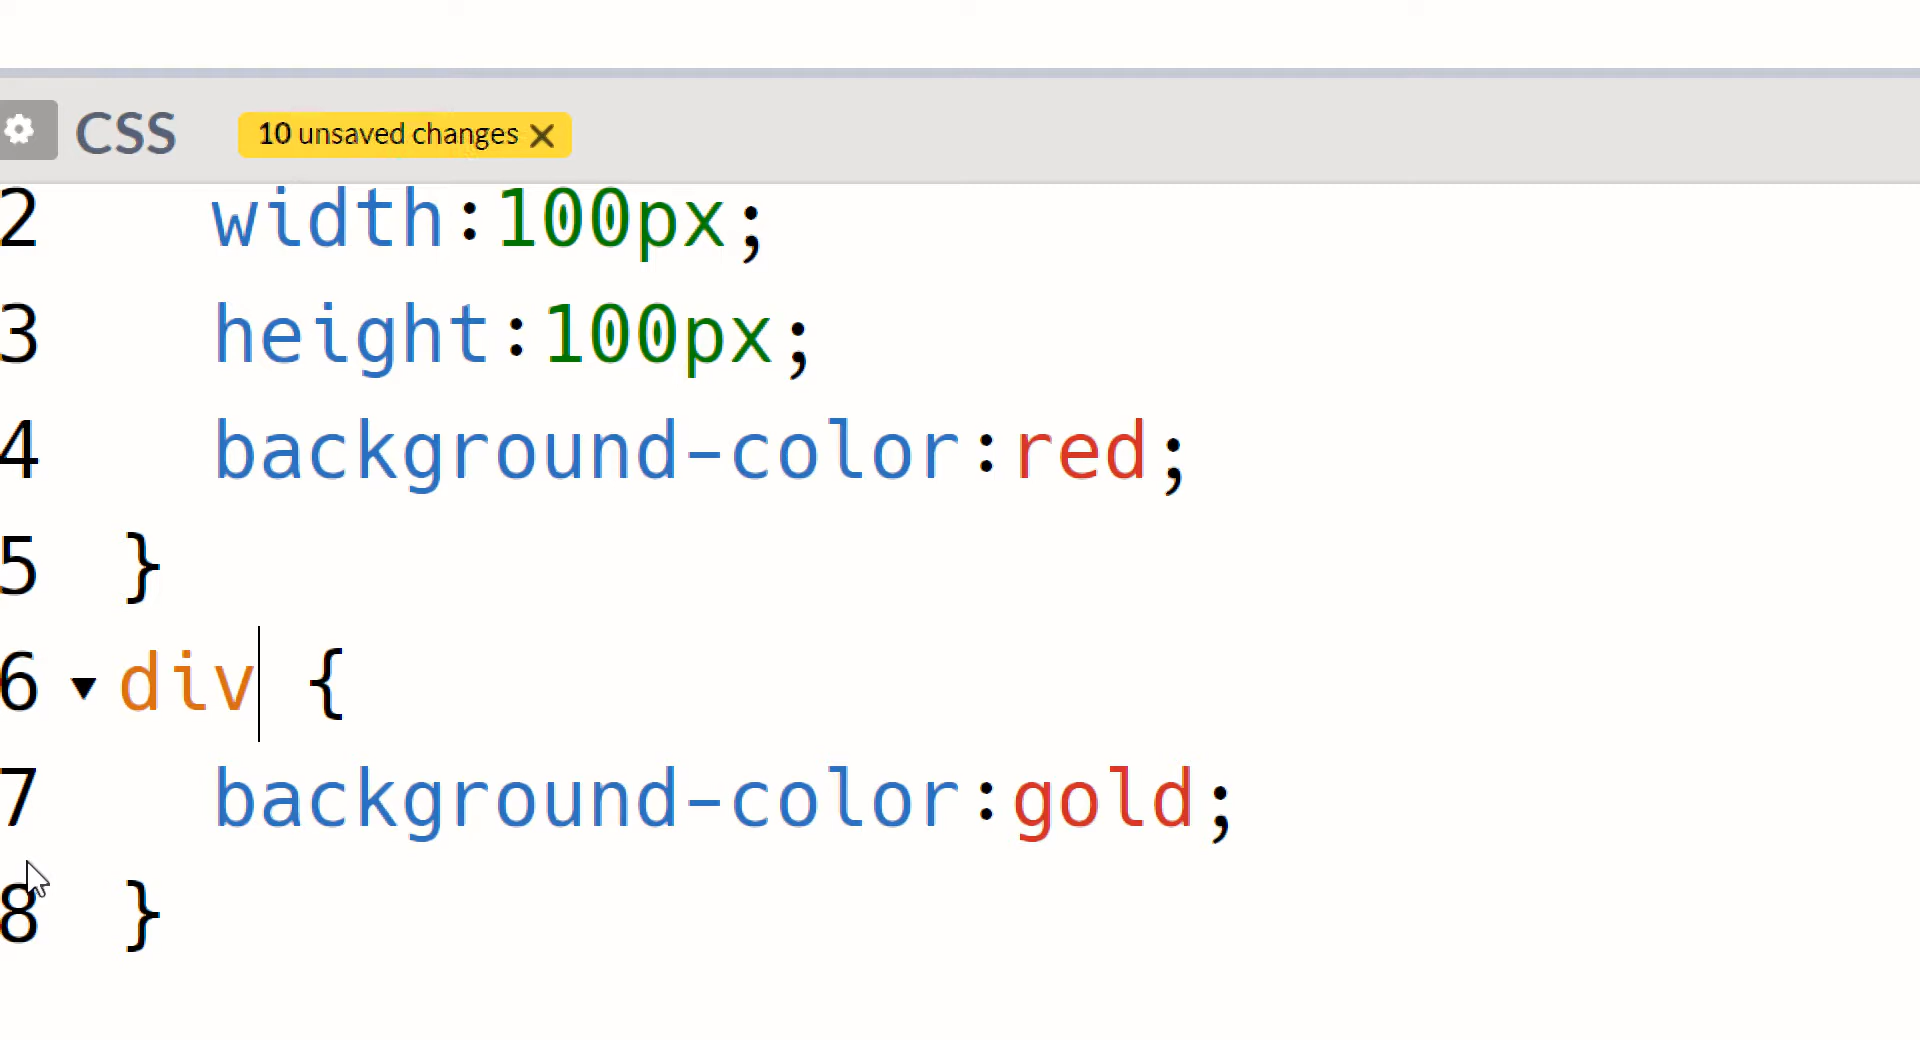 CSS 10 unsaved changes
2 width:100px;
3 height:100px;
4 background-color:red;
5 }
6 div {
7 background-color:gold;
8 }